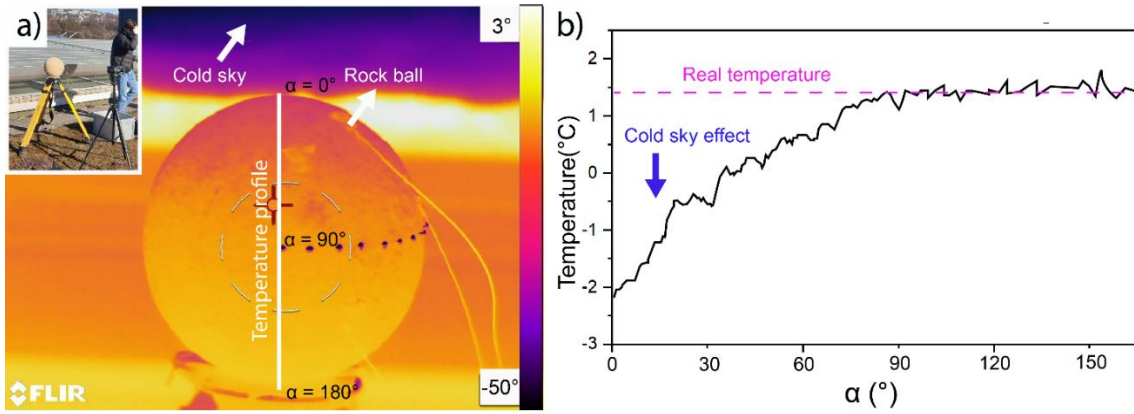 a)
3°
Cold sky
α = 0°
Rock ball
Temperature profile
α = 90°
α = 180°
-50°
FLIR
b)
Temperature(°C)
2
1
0
-1
-2
-3
Real temperature
Cold sky effect
0
30
60
90
120
150
α (°)